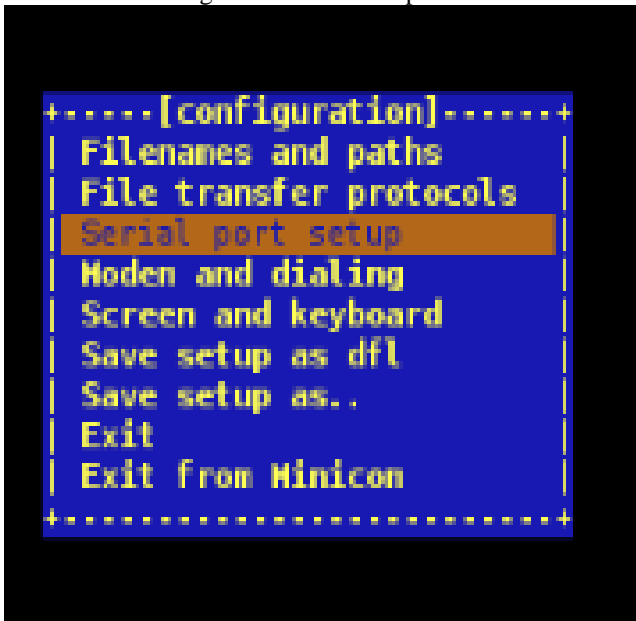 +-----[configuration]------+
| Filenames and paths |
| File transfer protocols |
| Serial port setup |
| Modem and dialing |
| Screen and keyboard |
| Save setup as dfl |
| Save setup as.. |
| Exit |
| Exit from Minicom |
+--------------------------+